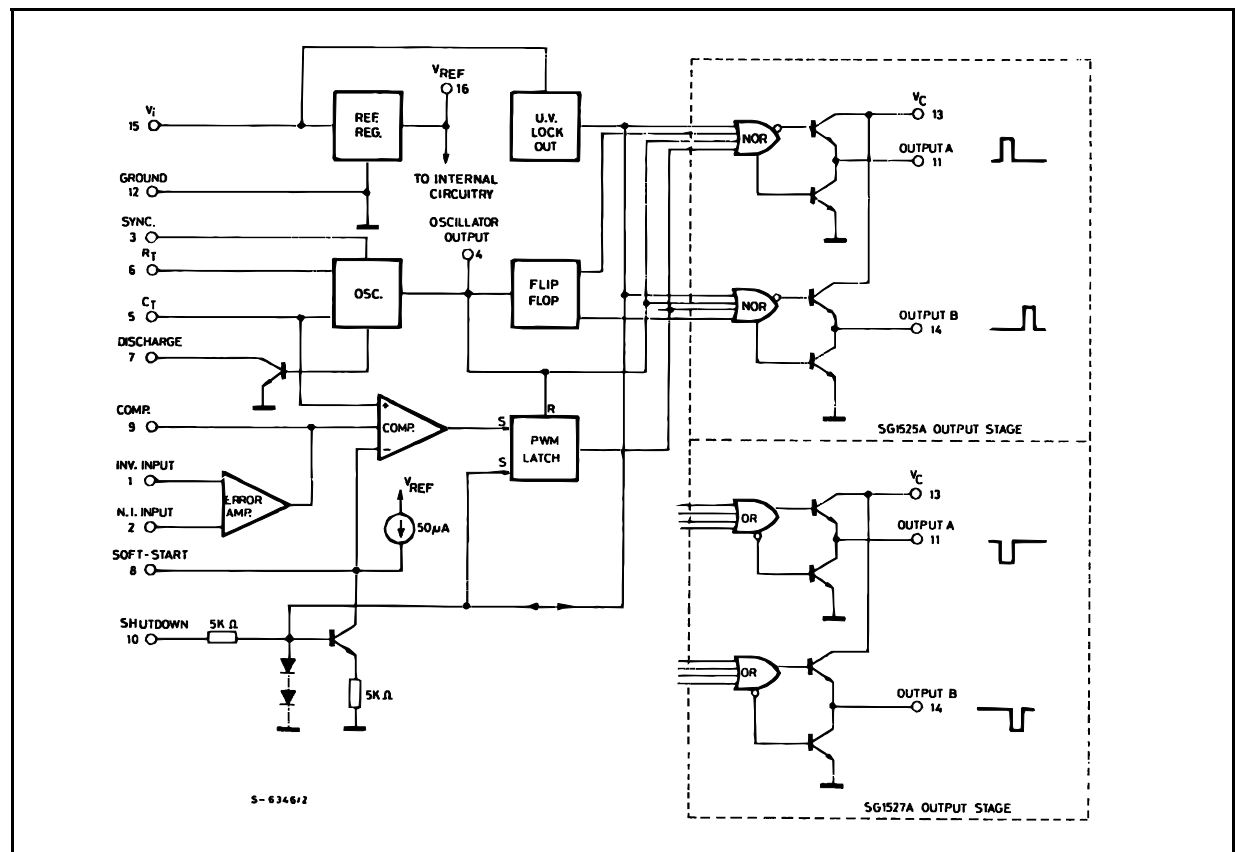 Vi
15
REF.
REG.
VREF
16
TO INTERNAL
CIRCUITRY
U.V.
LOCK
OUT
GROUND
12
SYNC.
3
RT
6
CT
5
DISCHARGE
7
OSC.
OSCILLATOR
OUTPUT
4
FLIP
FLOP
COMP.
9
INV. INPUT
1
N.I. INPUT
2
ERROR
AMP.
+
COMP.
-
S
S
R
PWM
LATCH
VREF
50µA
SOFT-START
8
SHUTDOWN
10
5KΩ
5KΩ
NOR
VC
13
OUTPUT A
11
NOR
OUTPUT B
14
SG1525A OUTPUT STAGE
OR
VC
13
OUTPUT A
11
OR
OUTPUT B
14
SG1527A OUTPUT STAGE
S-6346/2